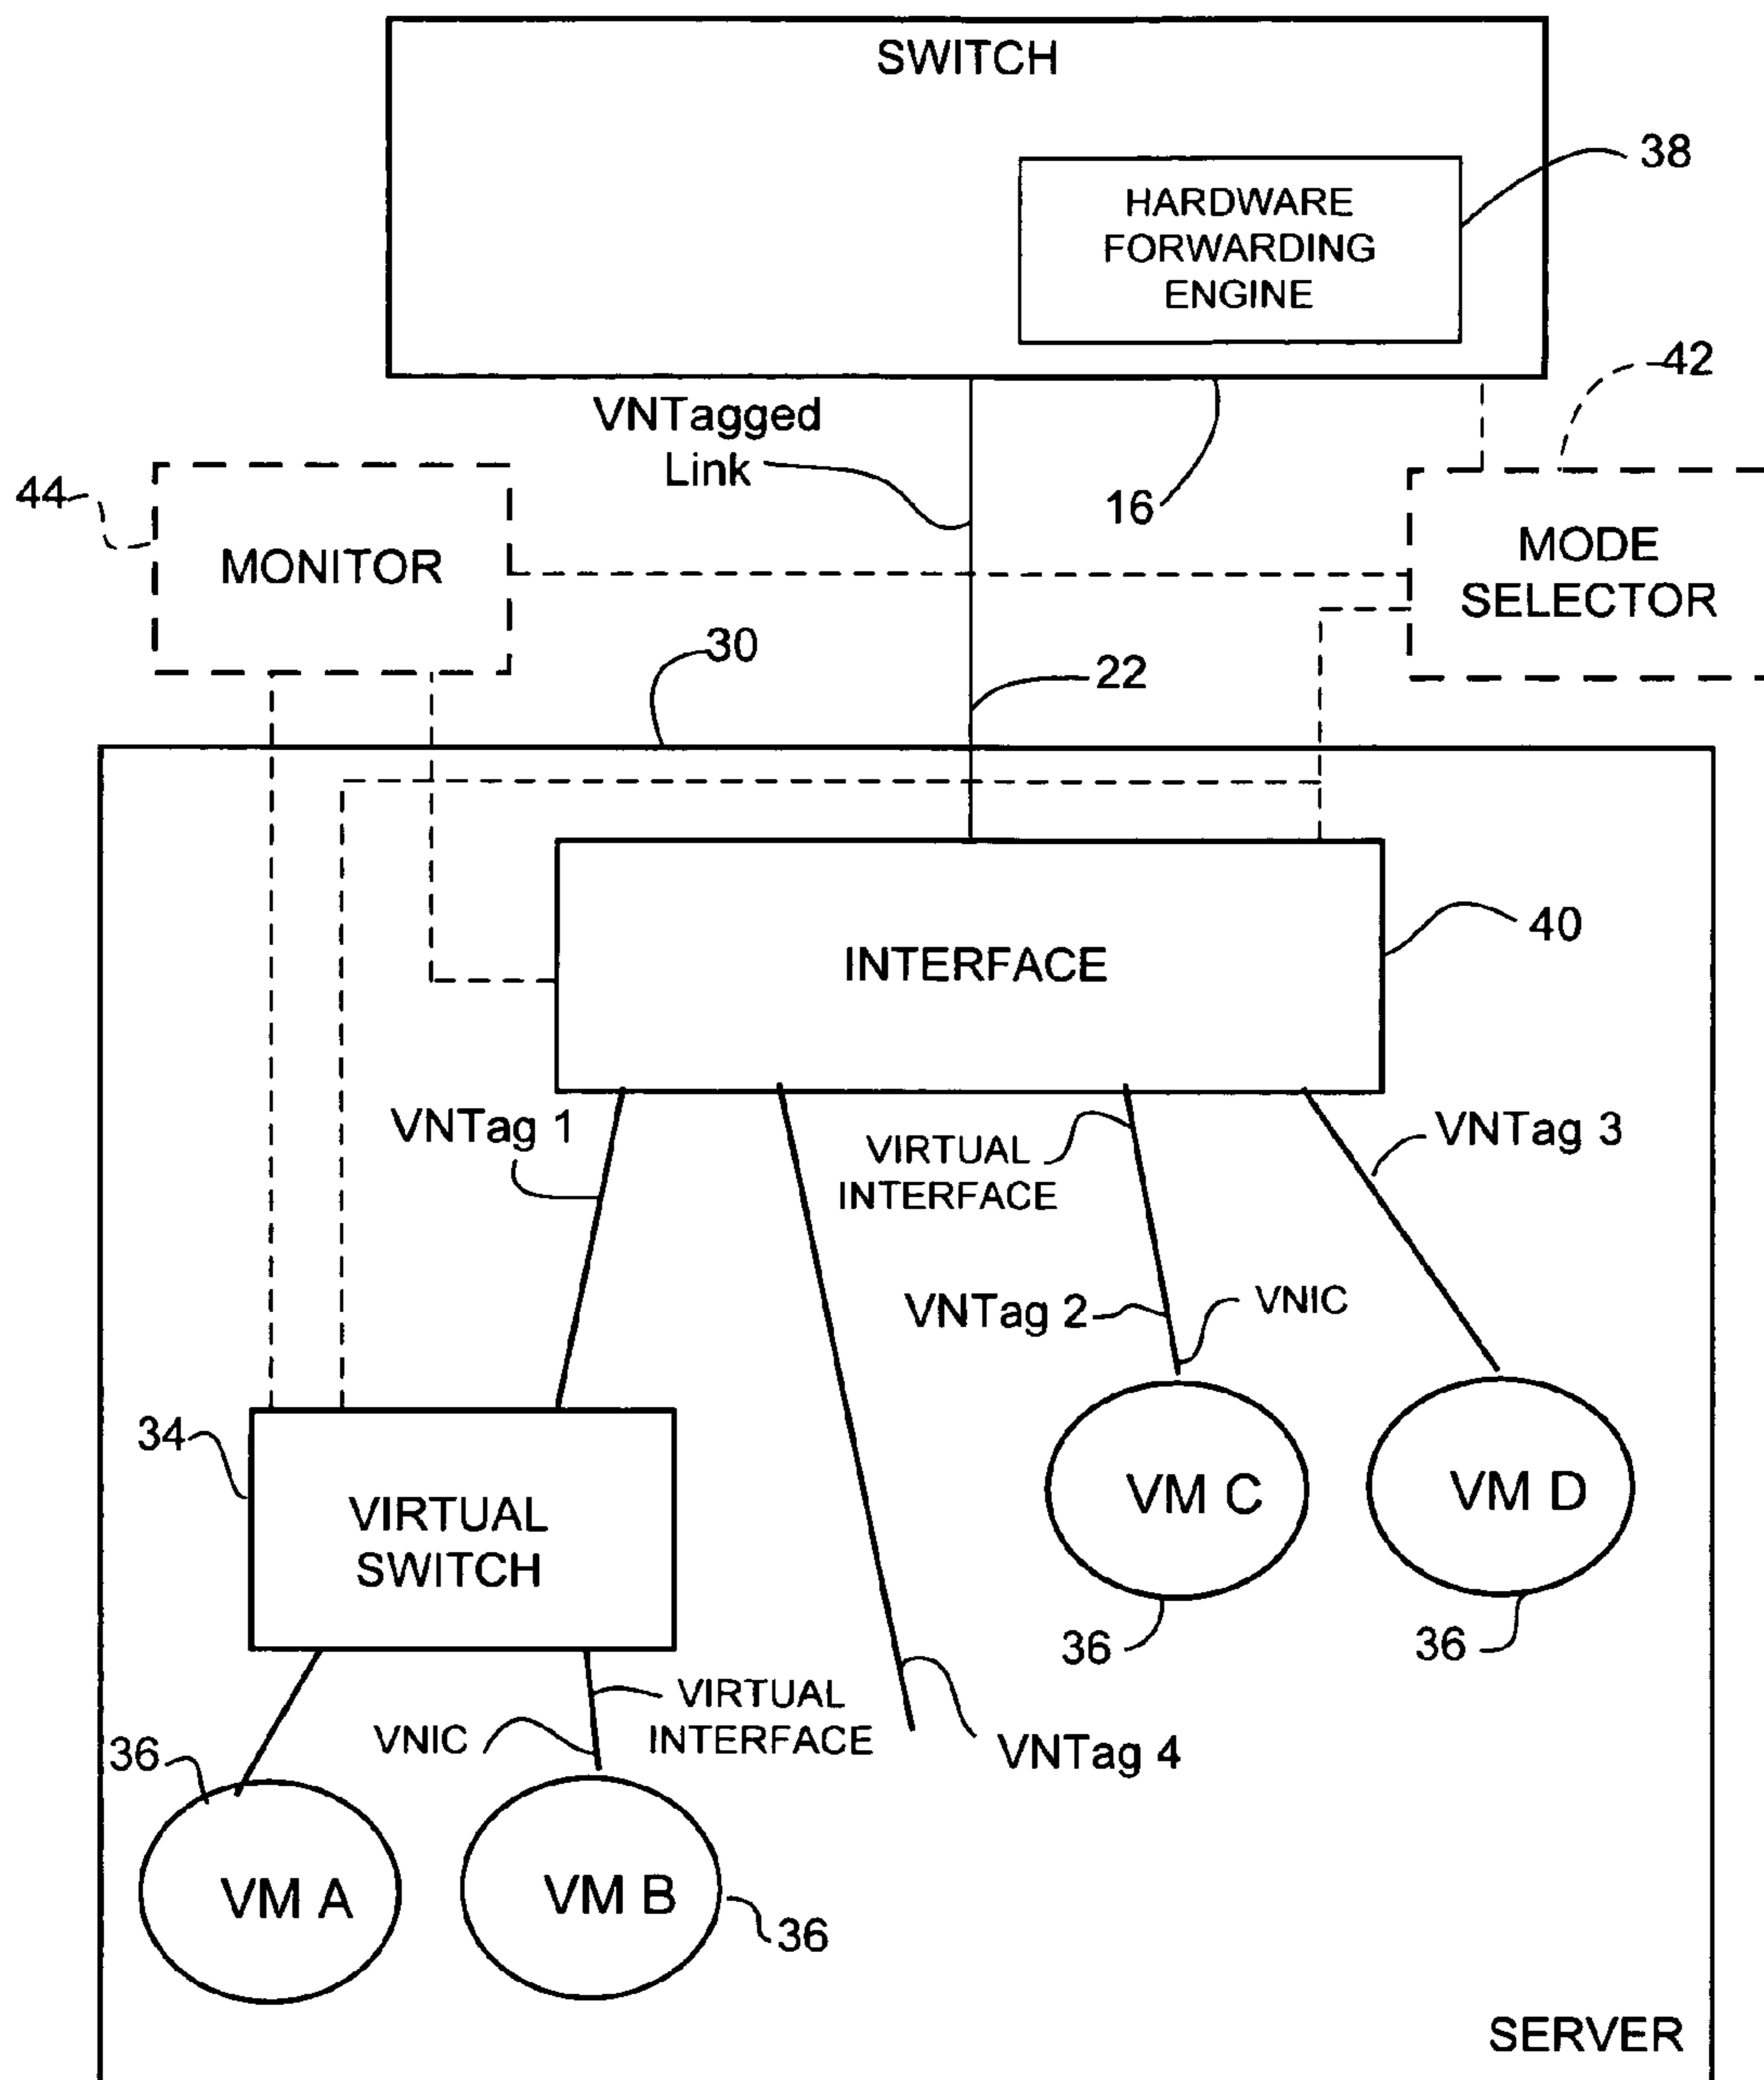 SWITCH
38
HARDWARE
FORWARDING
ENGINE
42
VNTagged
Link
16
44
MONITOR
MODE
SELECTOR
30
22
40
INTERFACE
VNTag 1
VIRTUAL
INTERFACE
VNTag 3
VNTag 2
VNIC
34
VIRTUAL
SWITCH
VM C
VM D
36
36
VIRTUAL
INTERFACE
VNIC
VNTag 4
36
VM A
VM B
36
SERVER